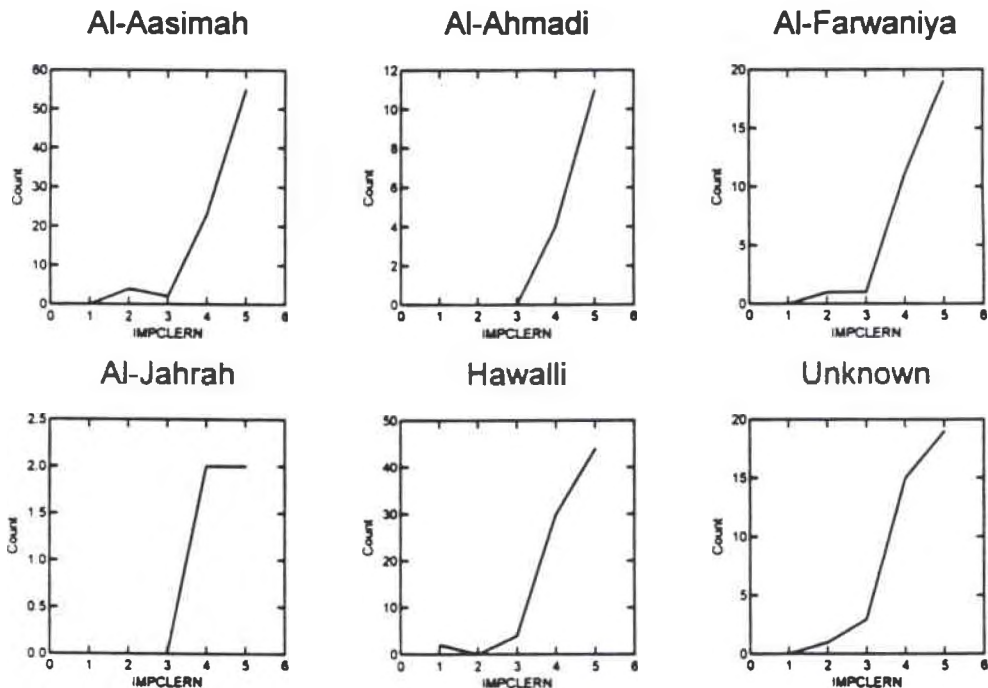 Al-Aasimah
60
50
40
30
20
10
0
Count
0 1 2 3 4 5 6
IMPCLERN
Al-Ahmadi
12
10
8
6
4
2
0
Count
0 1 2 3 4 5 6
IMPCLERN
Al-Farwaniya
20
15
10
5
0
Count
0 1 2 3 4 5 6
IMPCLERN
Al-Jahrah
2.5
2.0
1.5
1.0
0.5
0.0
Count
0 1 2 3 4 5 6
IMPCLERN
Hawalli
50
40
30
20
10
0
Count
0 1 2 3 4 5 6
IMPCLERN
Unknown
20
15
10
5
0
Count
0 1 2 3 4 5 6
IMPCLERN